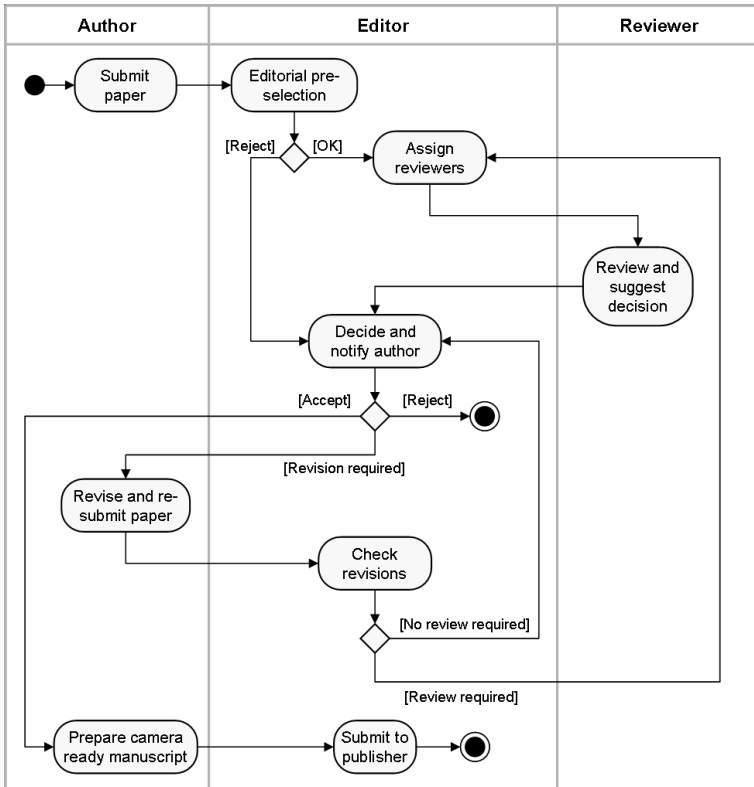 Author
Editor
Reviewer
Submit
paper
Editorial pre-
selection
[Reject]
[OK]
Assign
reviewers
Review and
suggest
decision
Decide and
notify author
[Accept]
[Reject]
[Revision required]
Revise and re-
submit paper
Check
revisions
[No review required]
[Review required]
Prepare camera
ready manuscript
Submit to
publisher